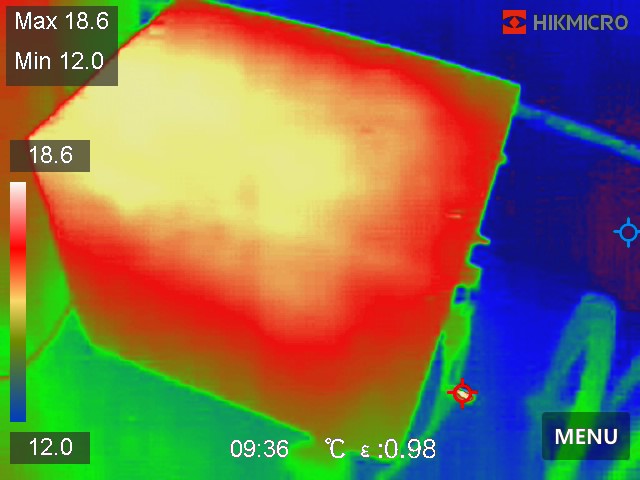 Max 18.6
HIKMICRO
Min 12.0
18.6
12.0
09:36 ℃ ε:0.98
MENU